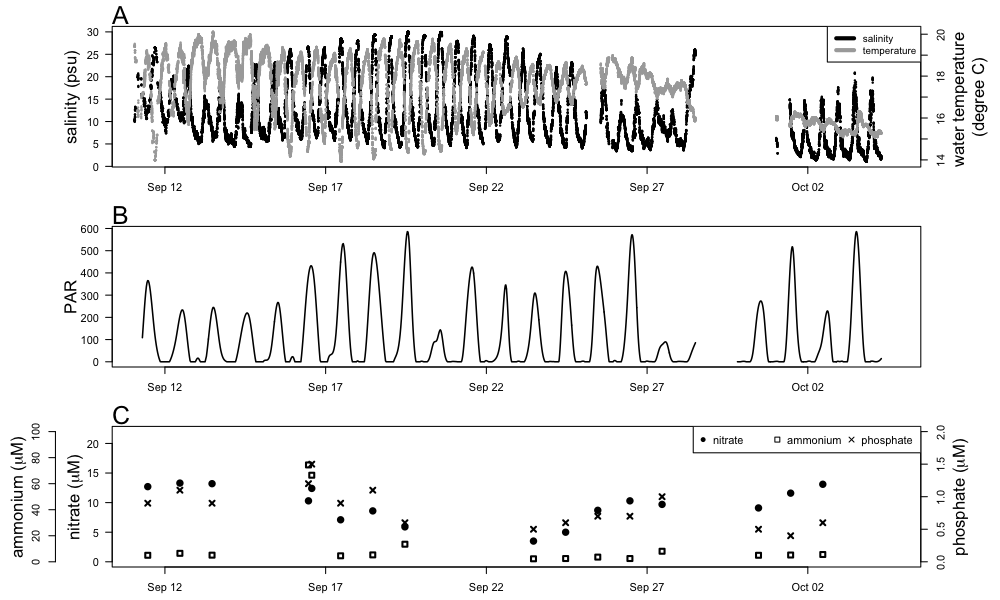 A
salinity (psu)
30
25
20
15
10
5
0
salinity
temperature
20
18
16
14
water temperature
(degree C)
Sep 12
Sep 17
Sep 22
Sep 27
Oct 02
B
PAR
600
500
400
300
200
100
0
Sep 12
Sep 17
Sep 22
Sep 27
Oct 02
C
ammonium (μM)
100
80
60
40
20
0
nitrate (μM)
20
15
10
5
0
nitrate
ammonium
phosphate
2.0
1.5
1.0
0.5
0.0
phosphate (μM)
Sep 12
Sep 17
Sep 22
Sep 27
Oct 02